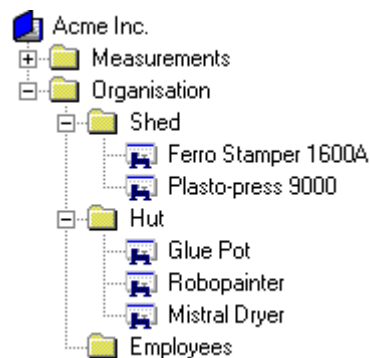 Acme Inc.
Measurements
Organisation
Shed
Ferro Stamper 1600A
Plasto-press 9000
Hut
Glue Pot
Robopainter
Mistral Dryer
Employees